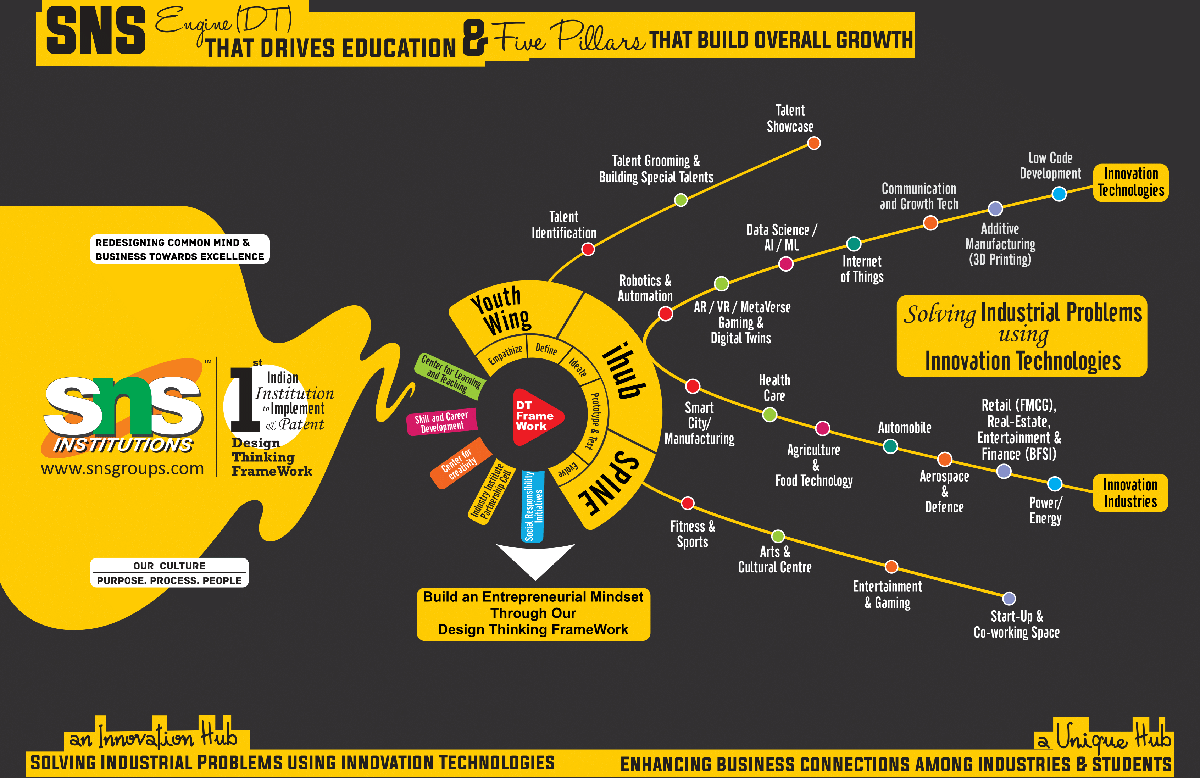 SNS Engine (DT)
THAT DRIVES EDUCATION & Five Pillars THAT BUILD OVERALL GROWTH
REDESIGNING COMMON MIND &
BUSINESS TOWARDS EXCELLENCE
sns
™
INSTITUTIONS
www.snsgroups.com
1st
Indian
Institution
to Implement
& Patent
Design
Thinking
FrameWork
OUR CULTURE
PURPOSE. PROCESS. PEOPLE
Youth
Wing
ihub
SPINE
Empathize
Define
Ideate
Prototype & Test
Evolve
DT
Frame
Work
Center for Learning
and Teaching
Skill and Career
Development
Center for
creativity
Industry Institute
Partnership Cell
Social Responsibility
Initiatives
Build an Entrepreneurial Mindset
Through Our
Design Thinking FrameWork
Talent
Identification
Talent Grooming &
Building Special Talents
Talent
Showcase
Robotics &
Automation
AR / VR / MetaVerse
Gaming &
Digital Twins
Data Science /
AI / ML
Internet
of Things
Communication
and Growth Tech
Additive
Manufacturing
(3D Printing)
Low Code
Development
Innovation
Technologies
Solving Industrial Problems
using
Innovation Technologies
Smart
City/
Manufacturing
Health
Care
Agriculture
&
Food Technology
Automobile
Aerospace
&
Defence
Retail (FMCG),
Real-Estate,
Entertainment &
Finance (BFSI)
Power/
Energy
Innovation
Industries
Fitness &
Sports
Arts &
Cultural Centre
Entertainment
& Gaming
Start-Up &
Co-working Space
an Innovation Hub
SOLVING INDUSTRIAL PROBLEMS USING INNOVATION TECHNOLOGIES
a Unique Hub
ENHANCING BUSINESS CONNECTIONS AMONG INDUSTRIES & STUDENTS